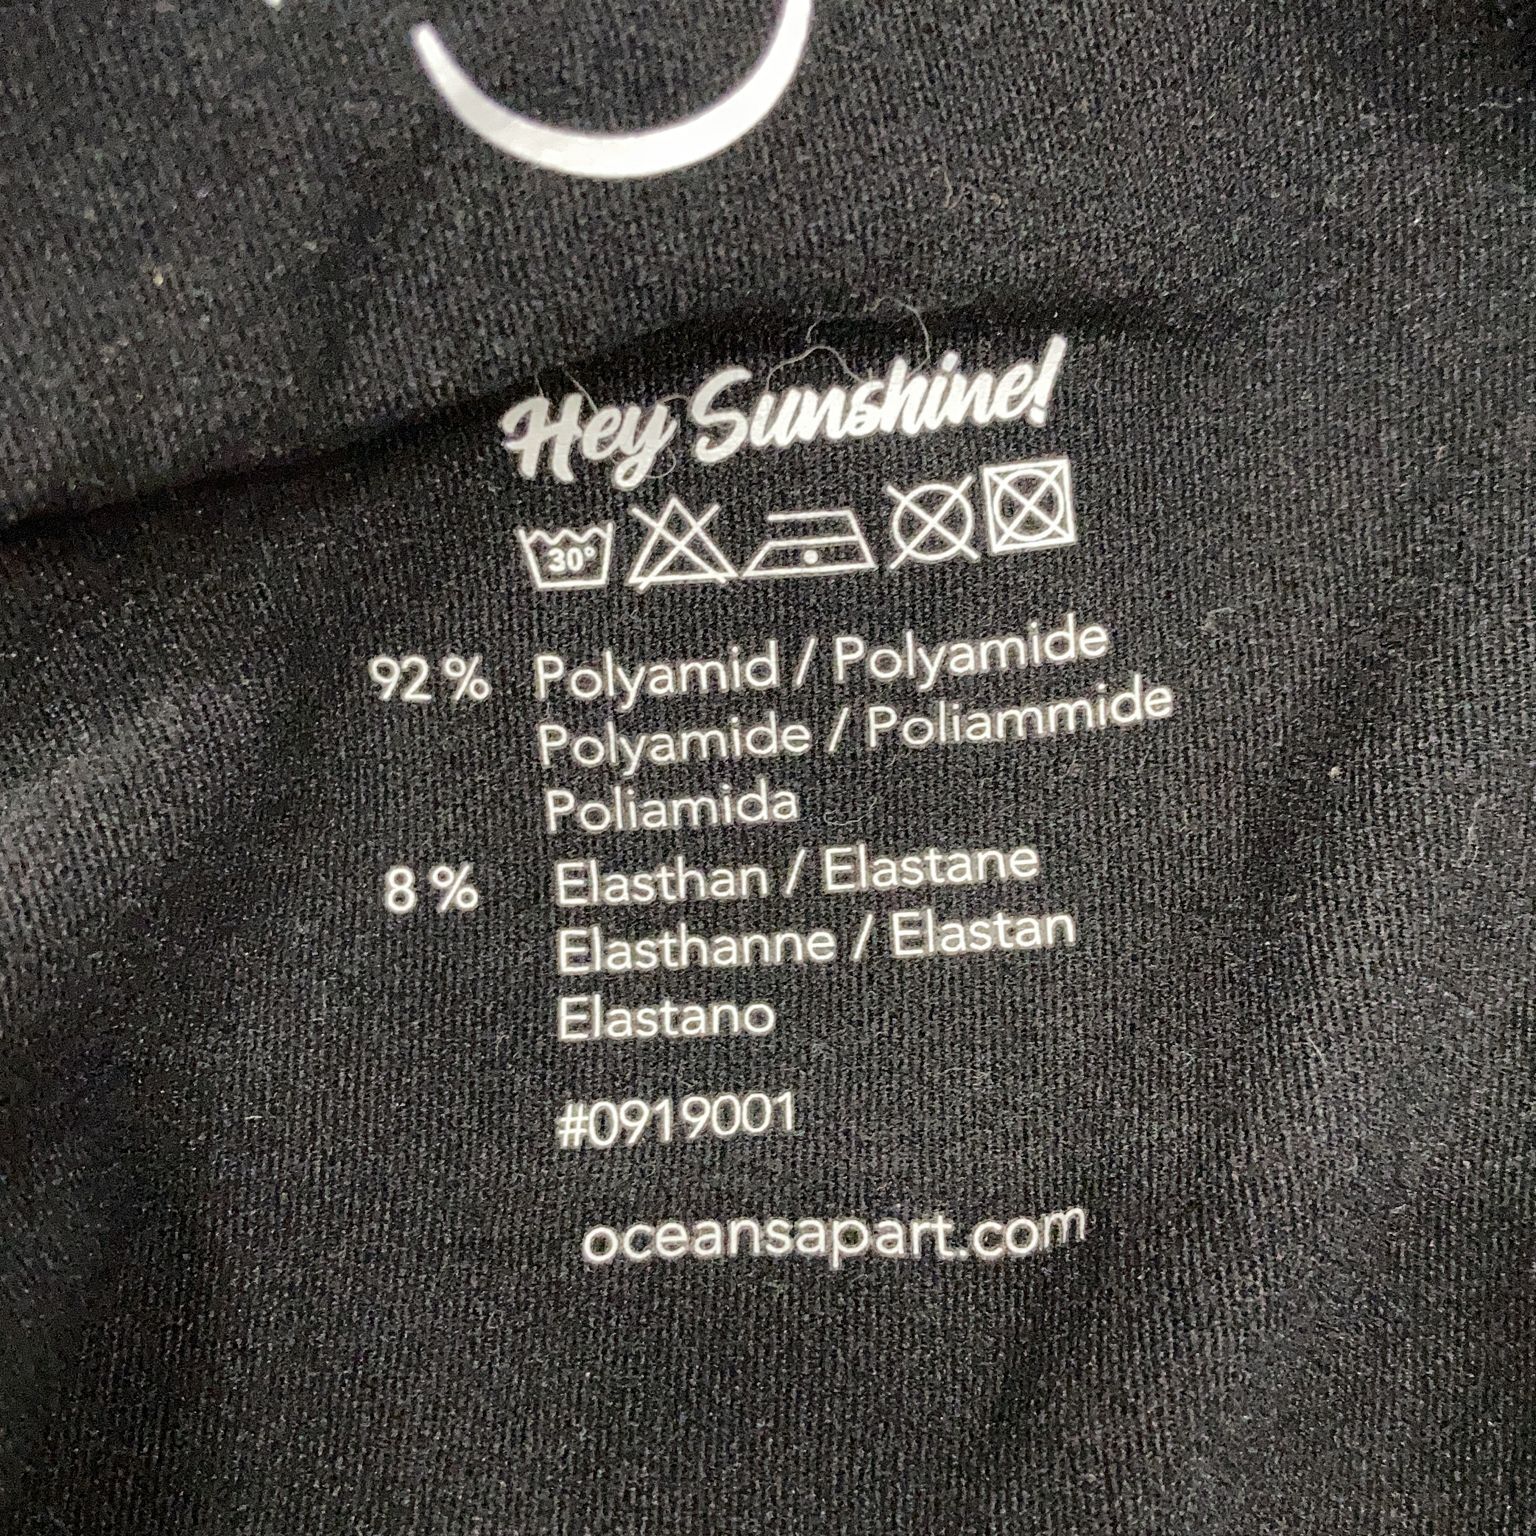 Hey Sunshine!
30°
92 % Polyamid / Polyamide
Polyamide / Poliammide
Poliamida
8 % Elasthan / Elastane
Elasthanne / Elastan
Elastano
#0919001
oceansapart.com